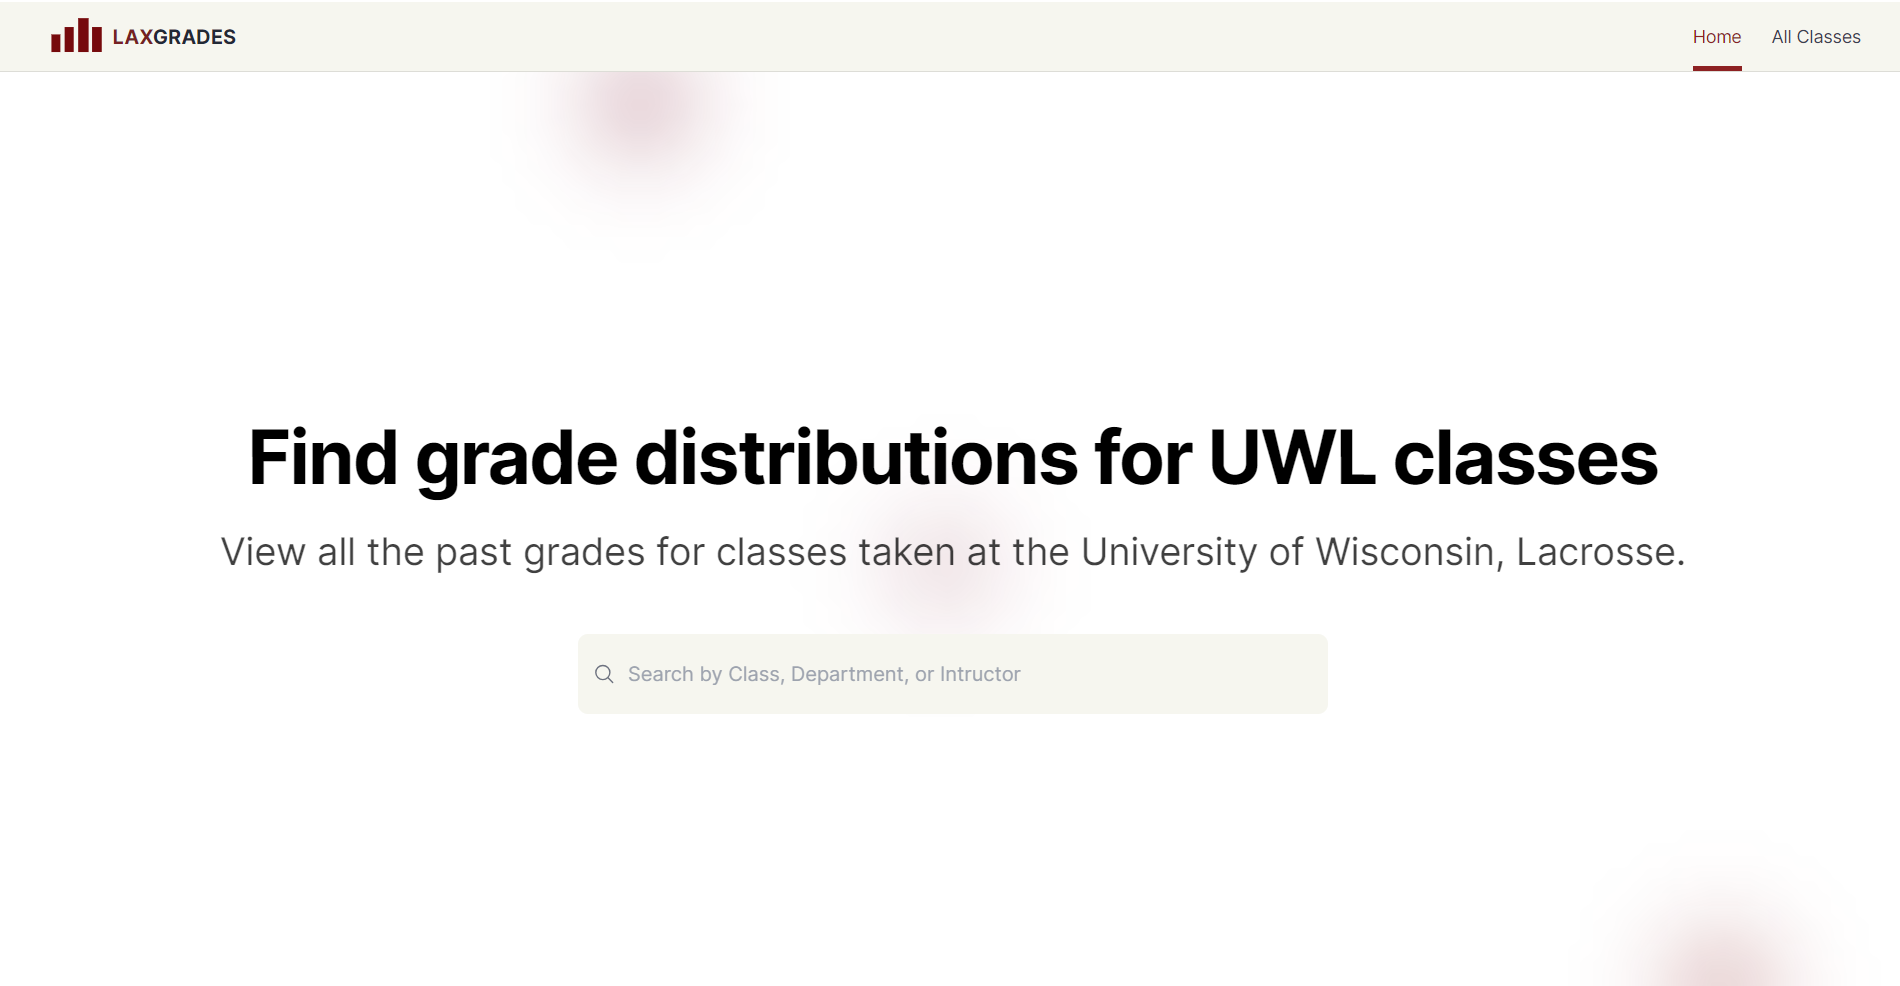 LAXGRADES
Home
All Classes
Find grade distributions for UWL classes
View all the past grades for classes taken at the University of Wisconsin, Lacrosse.
Search by Class, Department, or Intructor